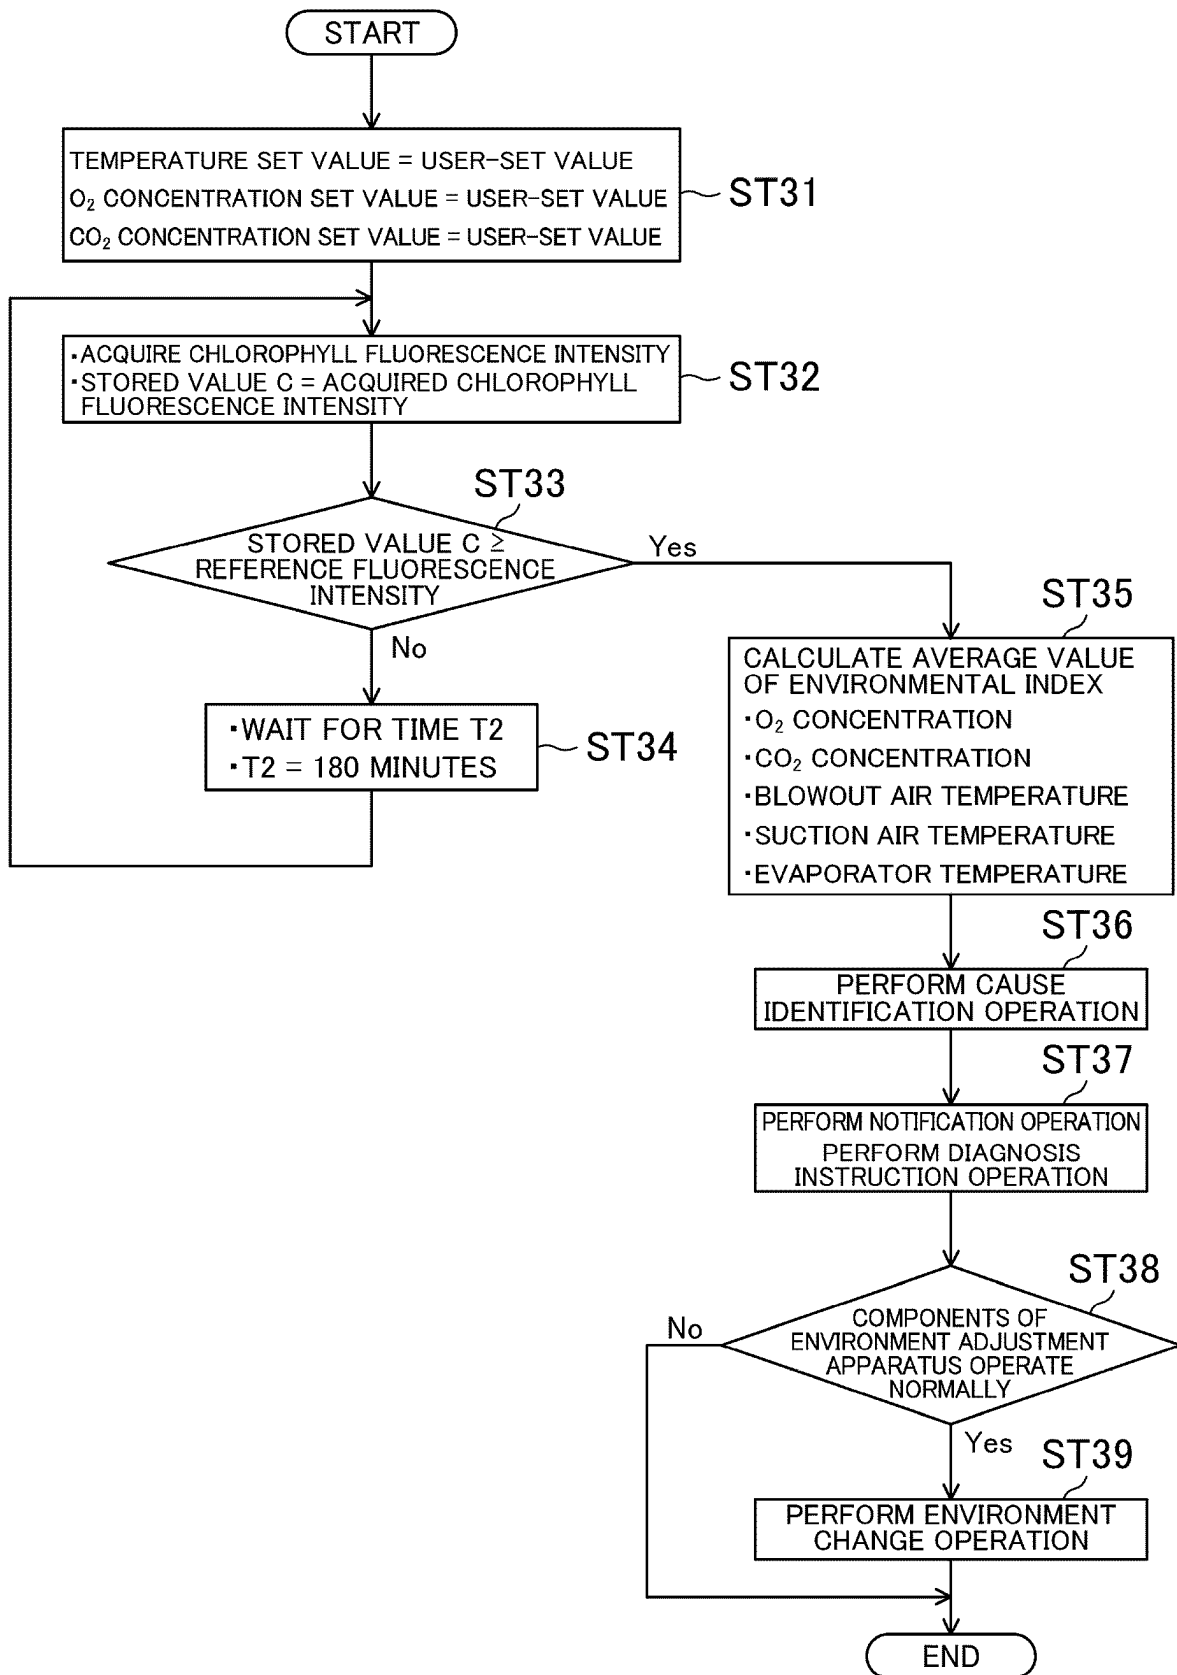 START
TEMPERATURE SET VALUE = USER-SET VALUE
O₂ CONCENTRATION SET VALUE = USER-SET VALUE
CO₂ CONCENTRATION SET VALUE = USER-SET VALUE
ST31
・ACQUIRE CHLOROPHYLL FLUORESCENCE INTENSITY
・STORED VALUE C = ACQUIRED CHLOROPHYLL
FLUORESCENCE INTENSITY
ST32
ST33
STORED VALUE C ≥
REFERENCE FLUORESCENCE
INTENSITY
Yes
No
・WAIT FOR TIME T2
・T2 = 180 MINUTES
ST34
ST35
CALCULATE AVERAGE VALUE
OF ENVIRONMENTAL INDEX
・O₂ CONCENTRATION
・CO₂ CONCENTRATION
・BLOWOUT AIR TEMPERATURE
・SUCTION AIR TEMPERATURE
・EVAPORATOR TEMPERATURE
ST36
PERFORM CAUSE
IDENTIFICATION OPERATION
ST37
PERFORM NOTIFICATION OPERATION
PERFORM DIAGNOSIS
INSTRUCTION OPERATION
ST38
COMPONENTS OF
ENVIRONMENT ADJUSTMENT
APPARATUS OPERATE
NORMALLY
No
Yes
ST39
PERFORM ENVIRONMENT
CHANGE OPERATION
END